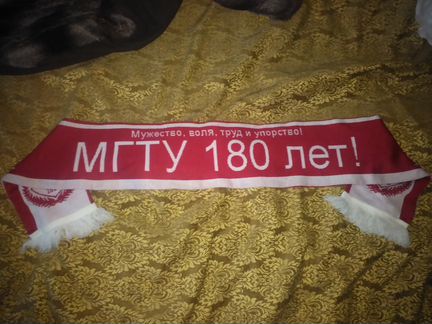 Мужество, воля, труд и упорство!
МГТУ 180 лет!